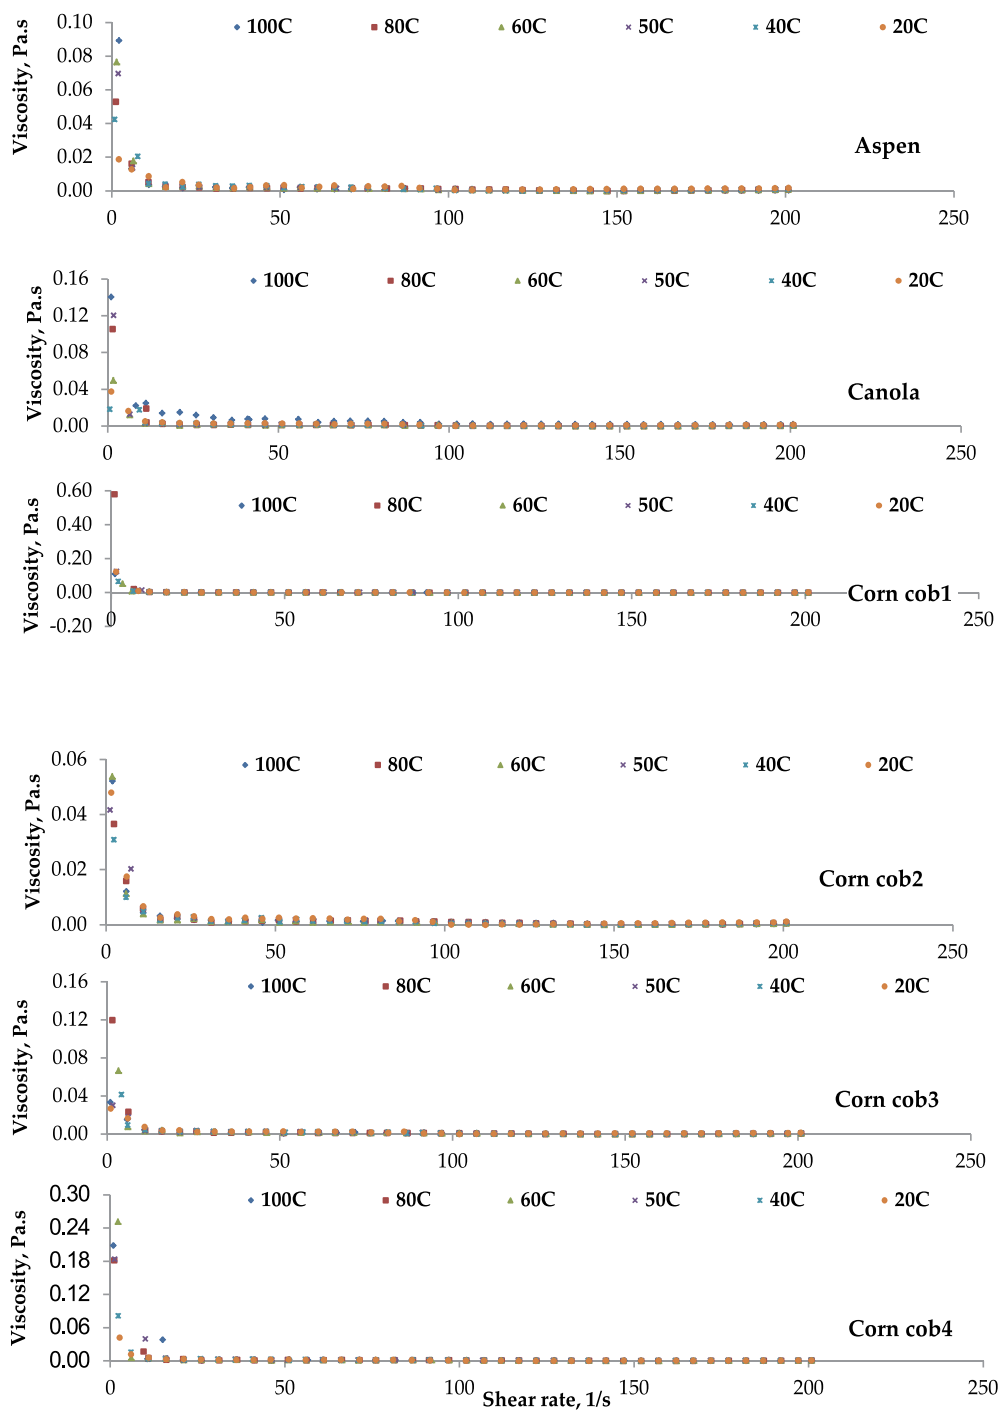 0.10
100C 80C 60C 50C 40C 20C
0.08
0.06
0.04
0.02
0.00
Viscosity, Pa.s
Aspen
0 50 100 150 200 250
0.16
100C 80C 60C 50C 40C 20C
0.12
0.08
0.04
0.00
Viscosity, Pa.s
Canola
0 50 100 150 200 250
0.60
100C 80C 60C 50C 40C 20C
0.40
0.20
0.00
-0.20
Viscosity, Pa.s
Corn cob1
0 50 100 150 200 250
0.06
100C 80C 60C 50C 40C 20C
0.04
0.02
0.00
Viscosity, Pa.s
Corn cob2
0 50 100 150 200 250
0.16
100C 80C 60C 50C 40C 20C
0.12
0.08
0.04
0.00
Viscosity, Pa.s
Corn cob3
0 50 100 150 200 250
0.30
100C 80C 60C 50C 40C 20C
0.24
0.18
0.12
0.06
0.00
Viscosity, Pa.s
Corn cob4
0 50 100 150 200 250
Shear rate, 1/s